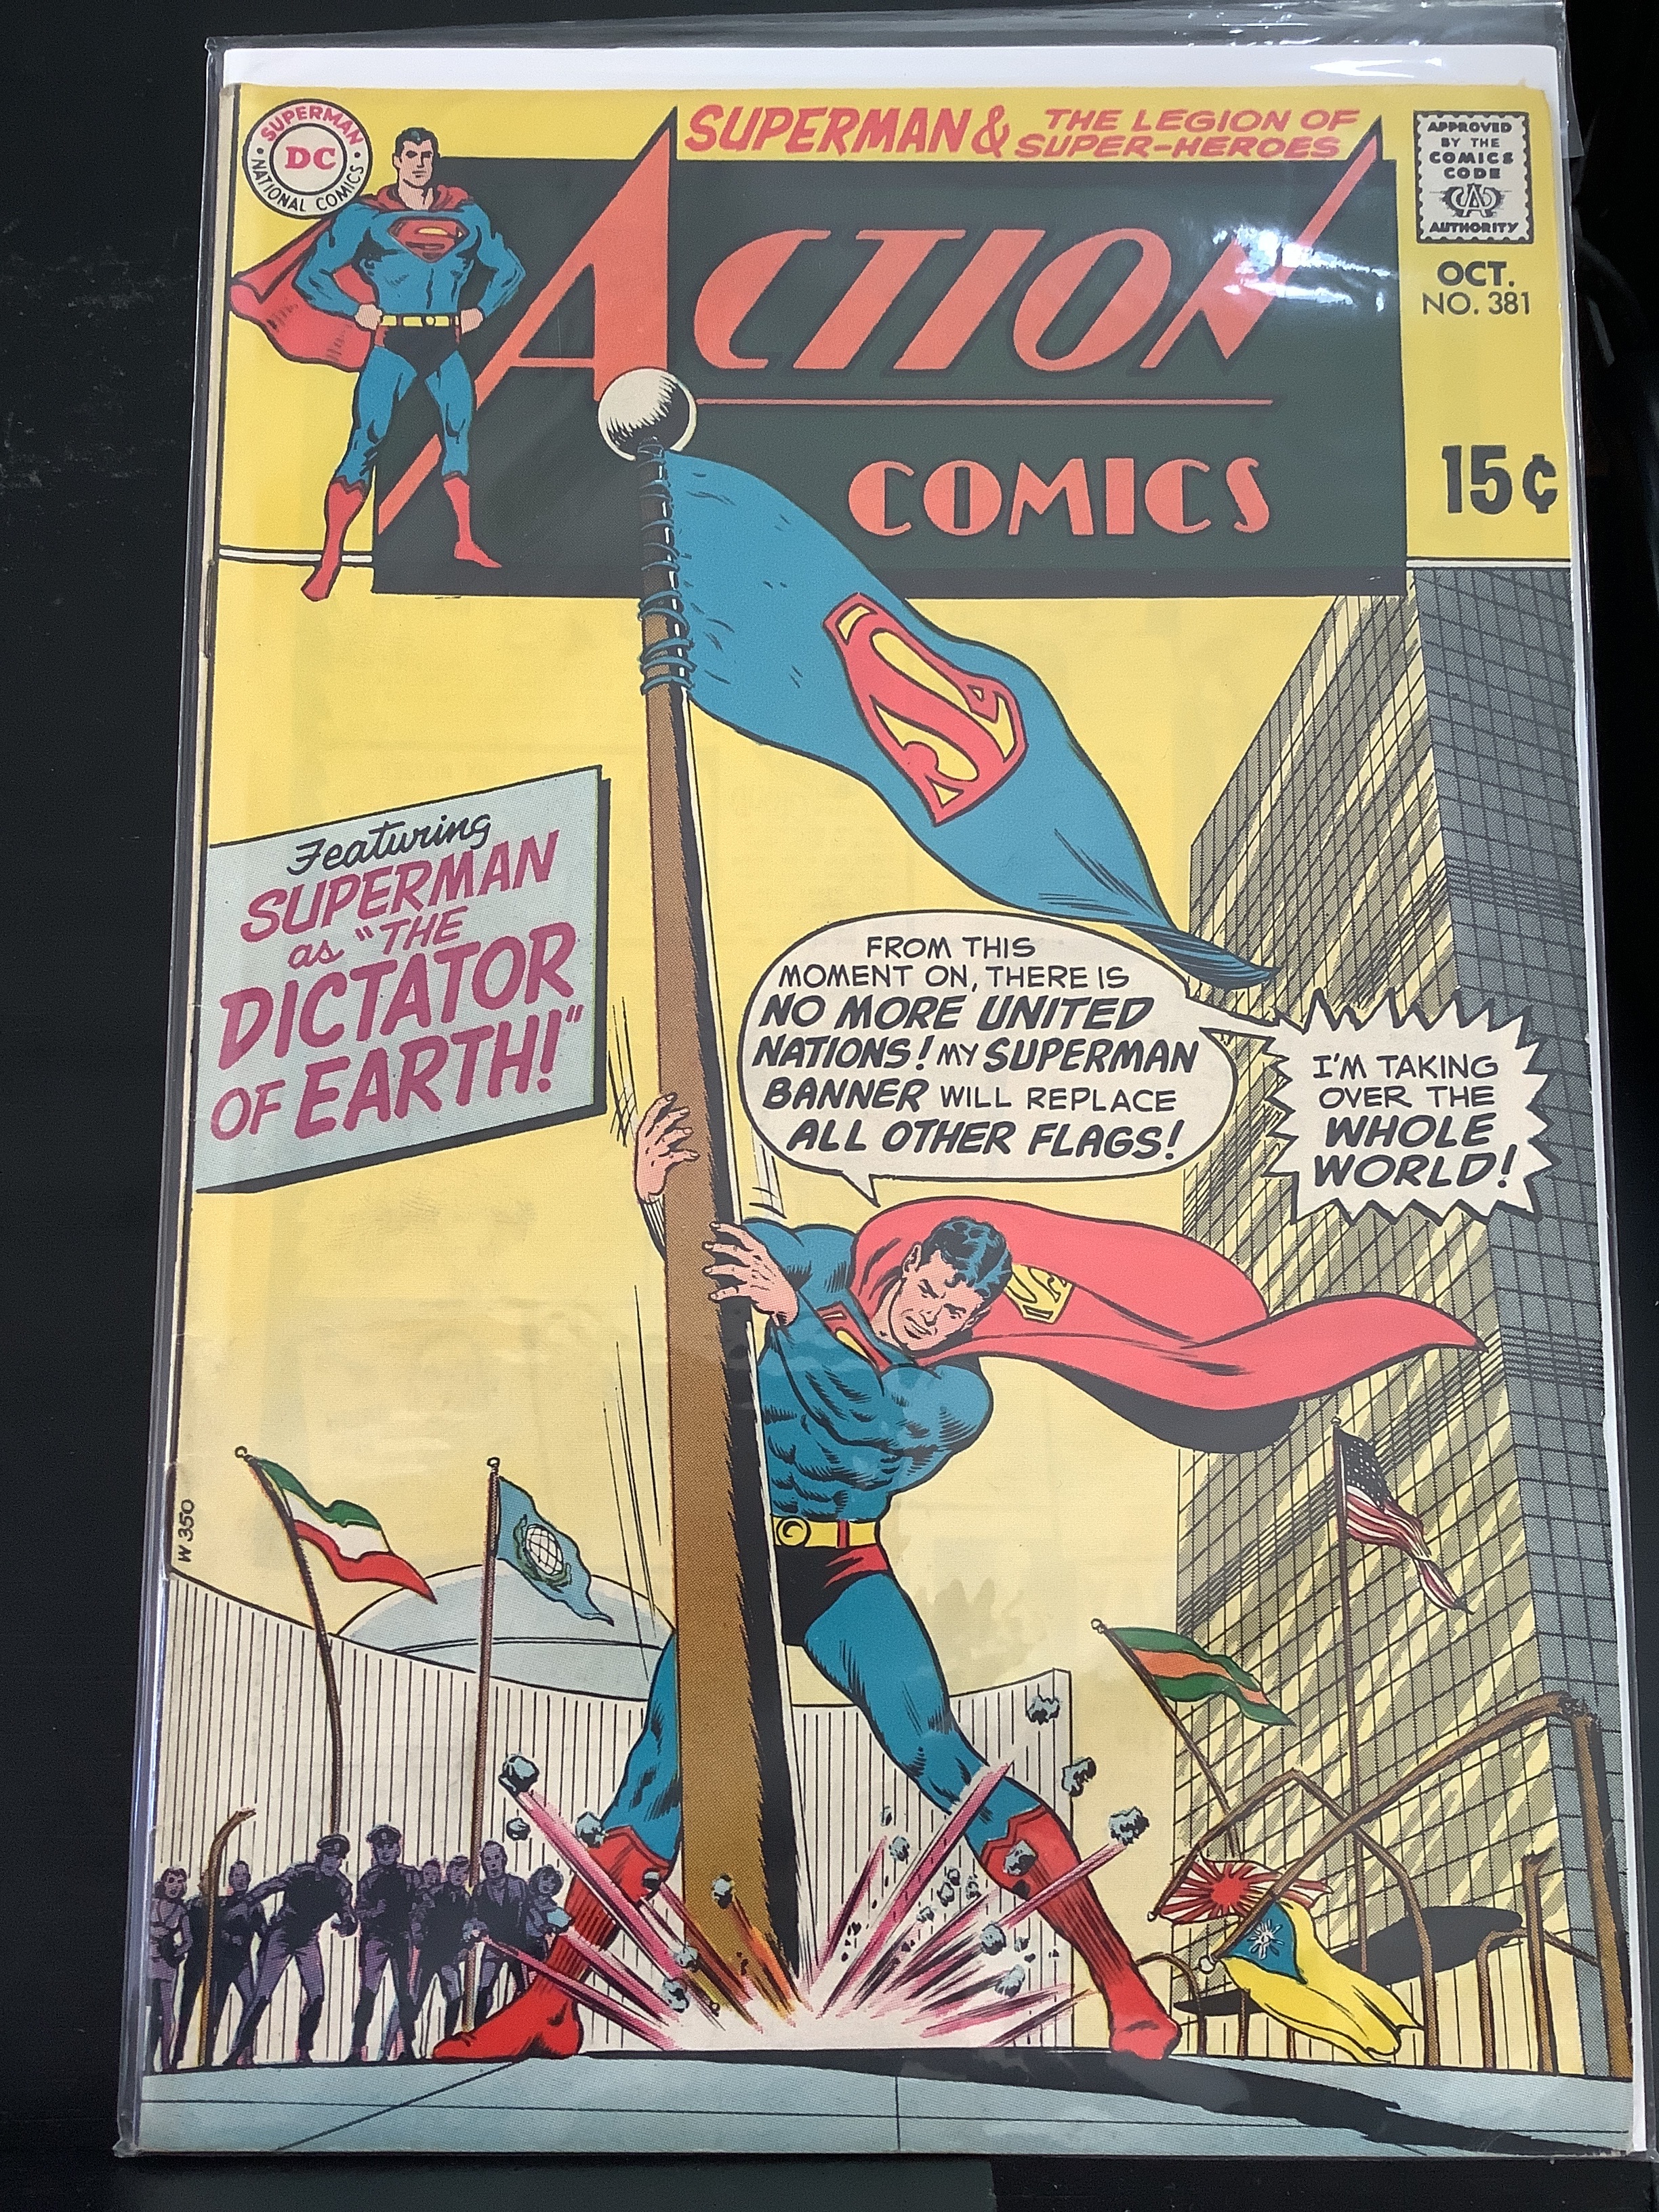 SUPERMAN
DC
NATIONAL COMICS
SUPERMAN &
THE LEGION OF
SUPER-HEROES
APPROVED
BY THE
COMICS
CODE
CA
AUTHORITY
OCT.
NO. 381
15¢
ACTION
COMICS
Featuring
SUPERMAN
as "THE
DICTATOR
OF EARTH!"
FROM THIS
MOMENT ON, THERE IS
NO MORE UNITED
NATIONS! MY SUPERMAN
BANNER WILL REPLACE
ALL OTHER FLAGS!
I'M TAKING
OVER THE
WHOLE
WORLD!
W 350